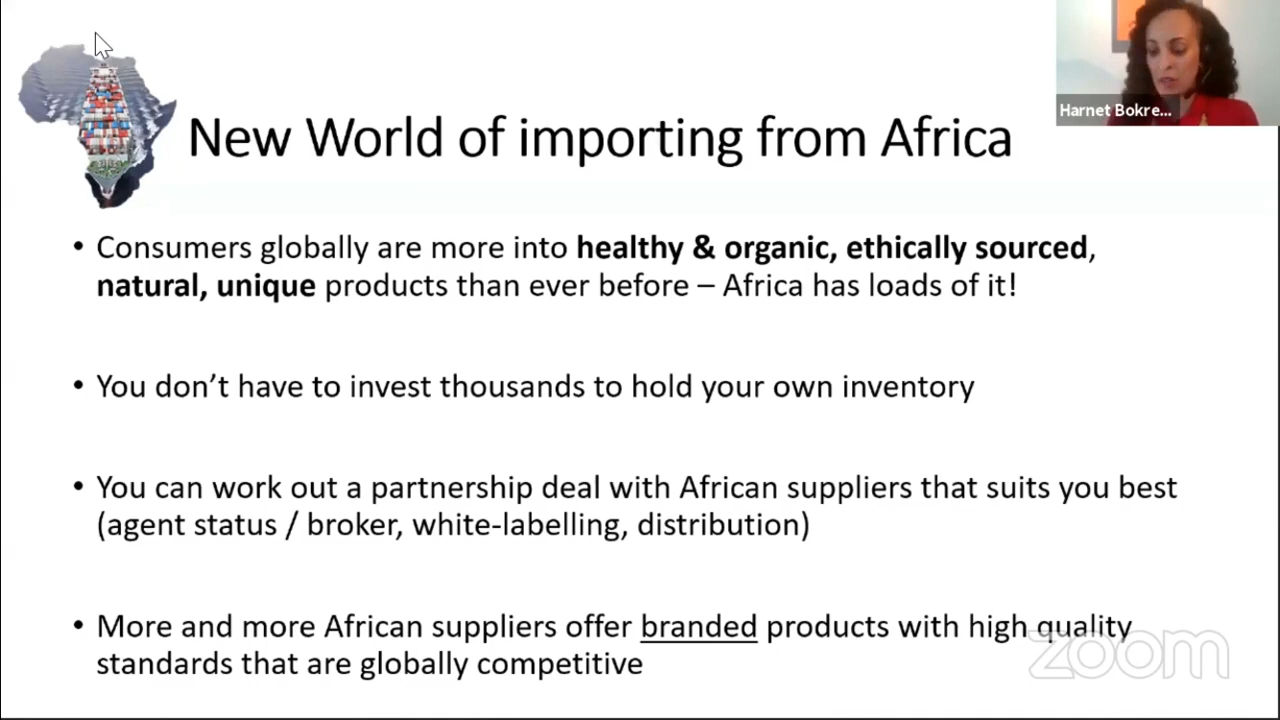 Harnet Bokre...
New World of importing from Africa
• Consumers globally are more into healthy & organic, ethically sourced,
natural, unique products than ever before – Africa has loads of it!
• You don’t have to invest thousands to hold your own inventory
• You can work out a partnership deal with African suppliers that suits you best
(agent status / broker, white-labelling, distribution)
• More and more African suppliers offer branded products with high quality
standards that are globally competitive
zoom